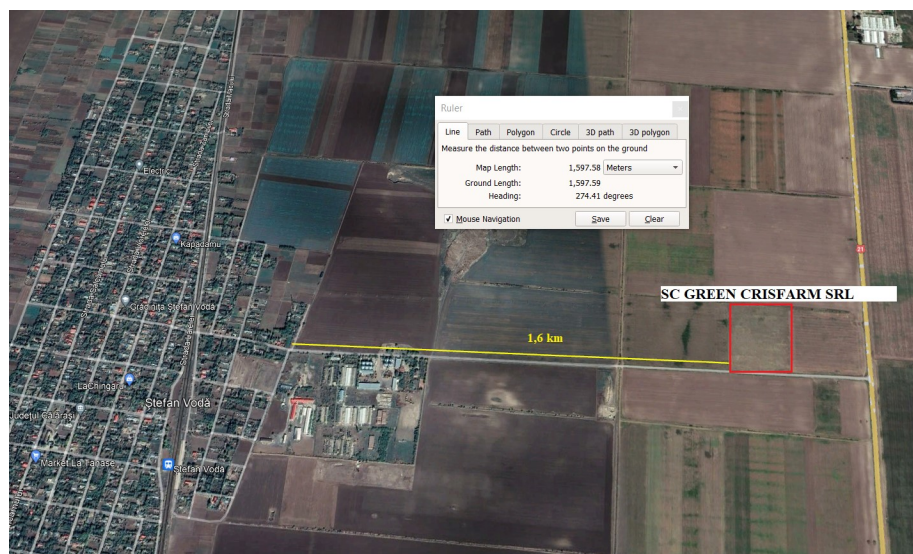 Ruler
Line Path Polygon Circle 3D path 3D polygon
Measure the distance between two points on the ground
Map Length: 1,597.58 Meters
Ground Length: 1,597.59
Heading: 274.41 degrees
Mouse Navigation Save Clear
Electric
Kapadamu
21
SC GREEN CRISFARM SRL
Grădinița Ștefan Vodă
1,6 km
LaChingaru
Ștefan Vodă
Județul Călărași
Market La Tanase
Ștefan Vodă